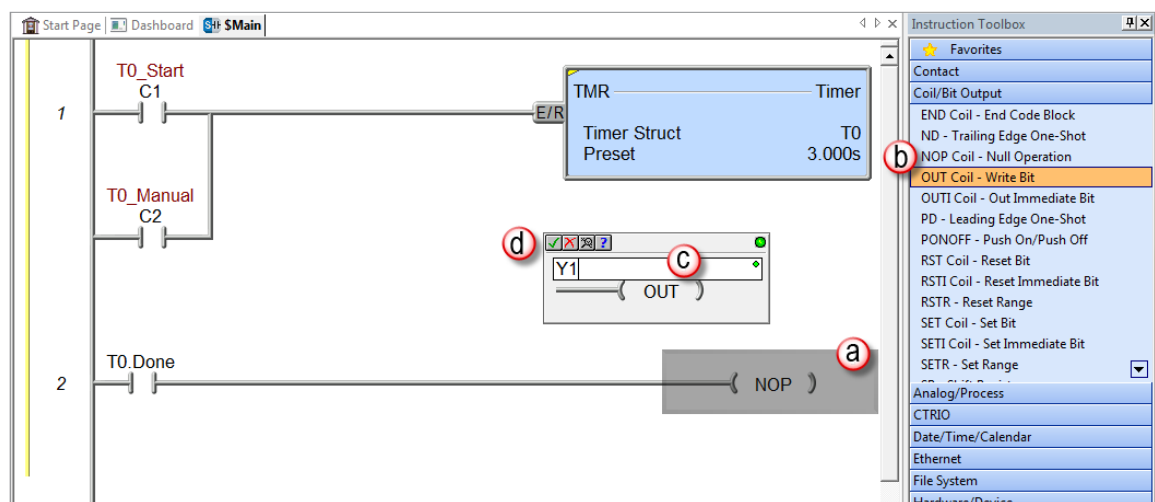 Start Page Dashboard $Main
T0_Start
C1
1
E/R
TMR Timer
Timer Struct T0
Preset 3.000s
T0_Manual
C2
d
?
Y1
c
OUT
a
T0.Done
2
NOP
Instruction Toolbox
Favorites
Contact
Coil/Bit Output
END Coil - End Code Block
ND - Trailing Edge One-Shot
b
NOP Coil - Null Operation
OUT Coil - Write Bit
OUTI Coil - Out Immediate Bit
PD - Leading Edge One-Shot
PONOFF - Push On/Push Off
RST Coil - Reset Bit
RSTI Coil - Reset Immediate Bit
RSTR - Reset Range
SET Coil - Set Bit
SETI Coil - Set Immediate Bit
SETR - Set Range
Analog/Process
CTRIO
Date/Time/Calendar
Ethernet
File System
Hardware/Device